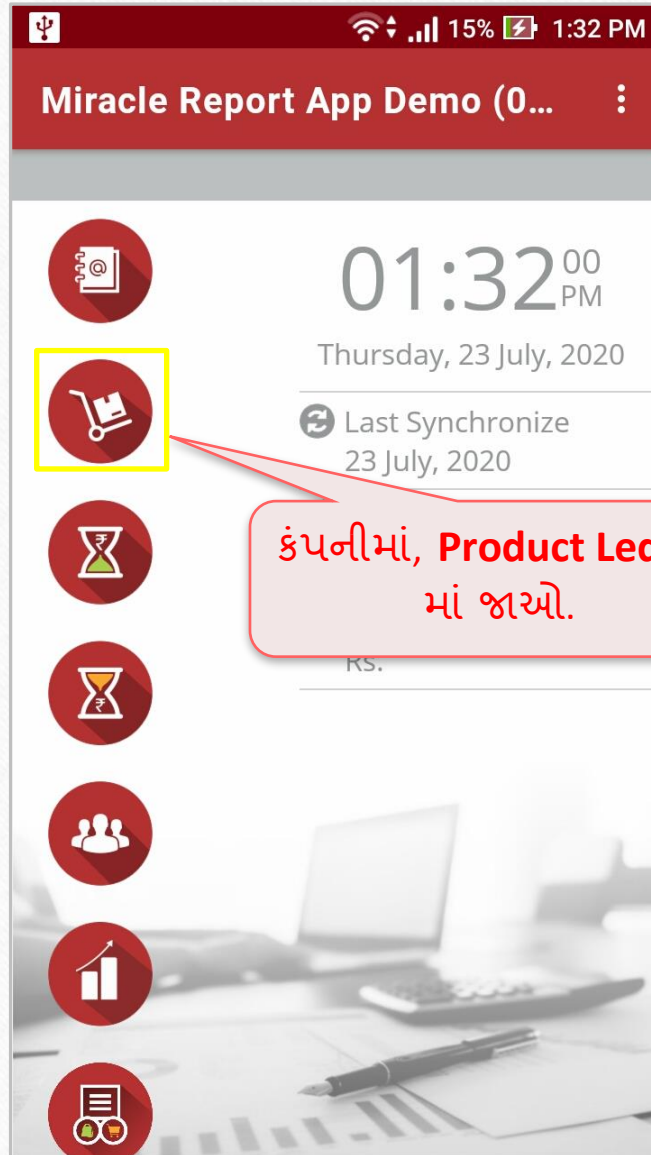 15% 1:32 PM
Miracle Report App Demo (0...
01:32 00 PM
Thursday, 23 July, 2020
Last Synchronize
23 July, 2020
કંપનીમાં, Product
માં જાઓ.
Rs.